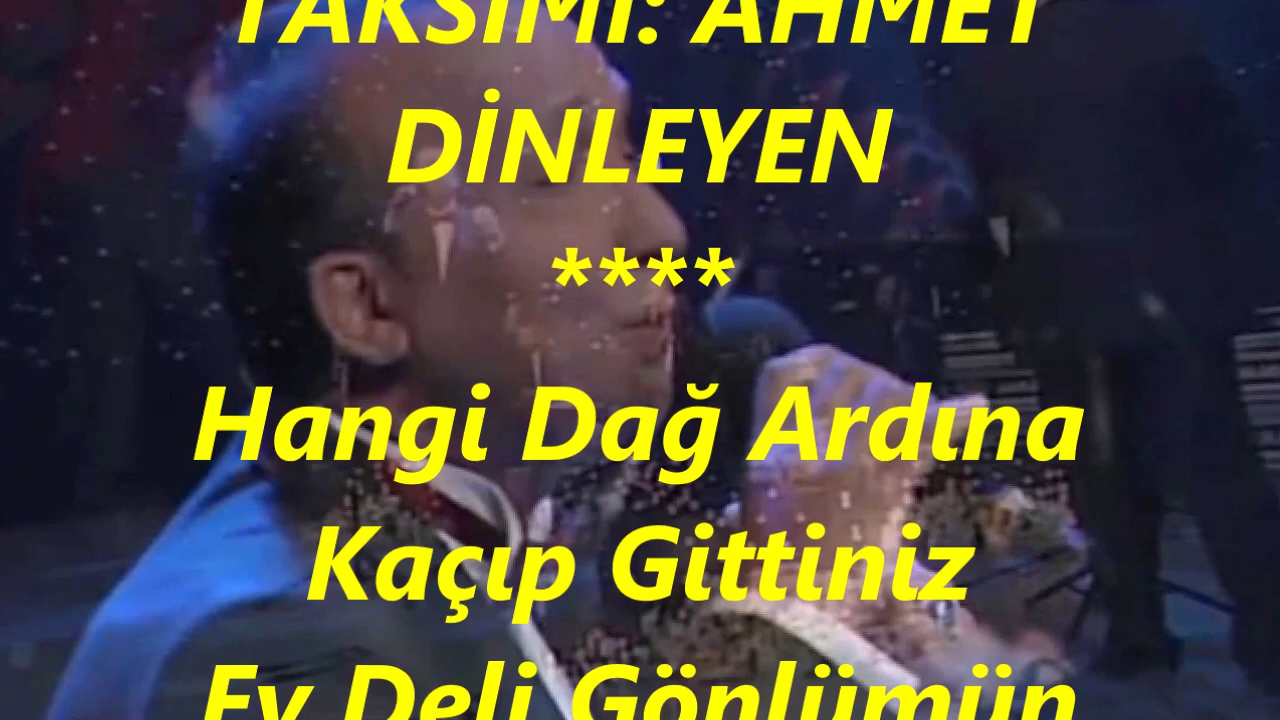 TAKSİMİ: AHMET
DİNLEYEN
****
Hangi Dağ Ardına
Kaçıp Gittiniz
Ey Deli Gönlümün